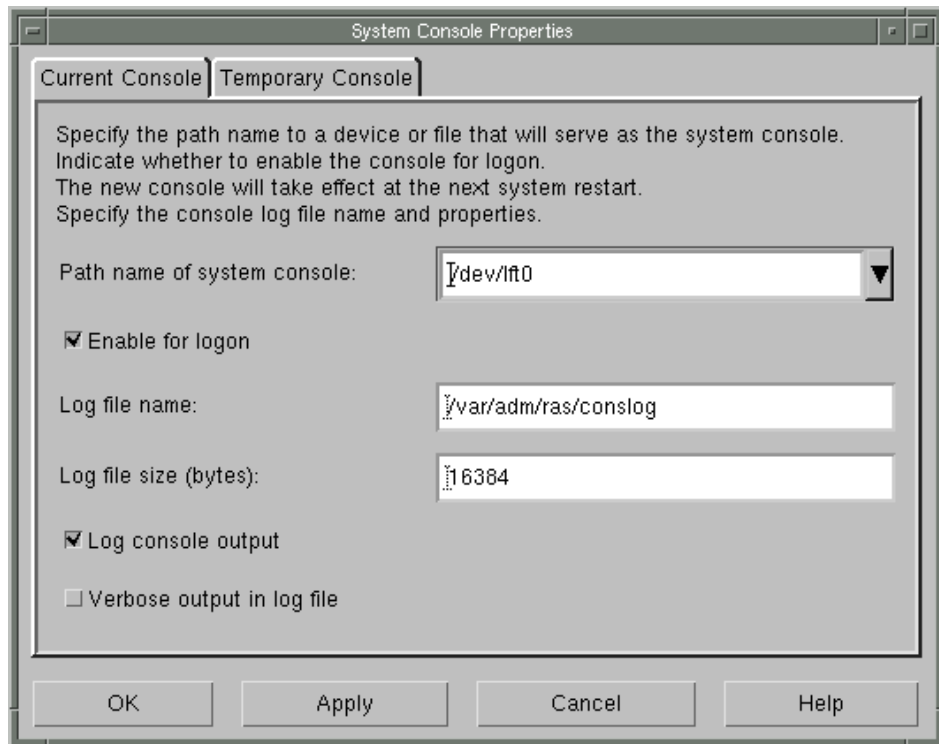 System Console Properties
Current Console Temporary Console
Specify the path name to a device or file that will serve as the system console.
Indicate whether to enable the console for logon.
The new console will take effect at the next system restart.
Specify the console log file name and properties.
Path name of system console: /dev/lft0
Enable for logon
Log file name: /var/adm/ras/conslog
Log file size (bytes): 16384
Log console output
Verbose output in log file
OK Apply Cancel Help